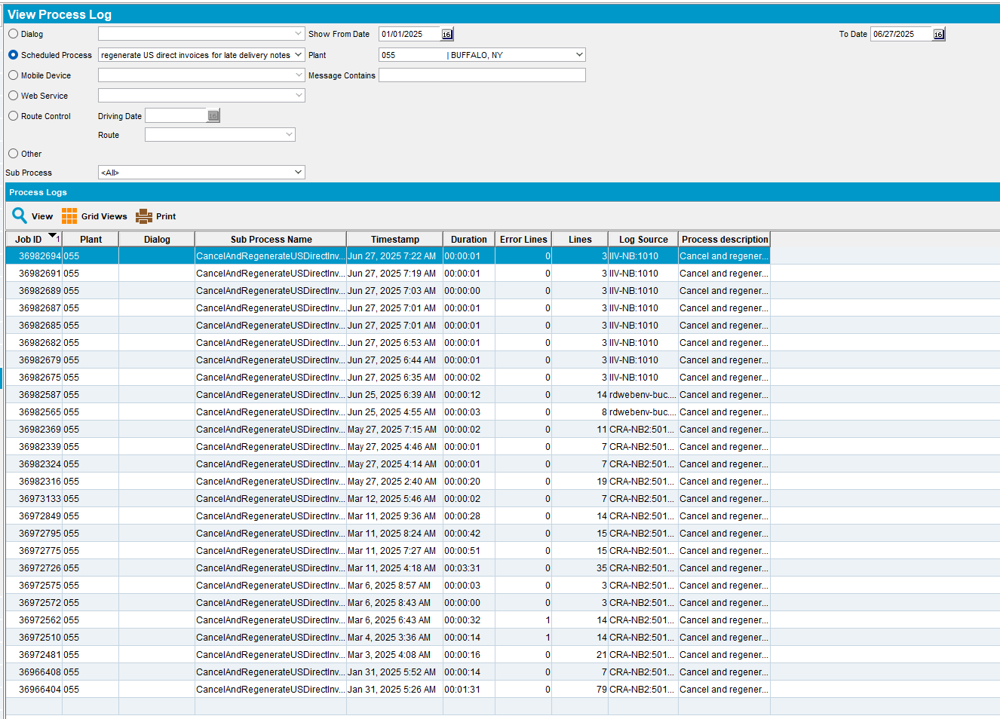 View Process Log
Dialog Show From Date 01/01/2025 16 To Date 06/27/2025 16
Scheduled Process regenerate US direct invoices for late delivery notes Plant 055 | BUFFALO, NY
Mobile Device Message Contains
Web Service
Route Control Driving Date 16
Route
Other
Sub Process <All>
Process Logs
View Grid Views Print
Job ID 1 Plant Dialog Sub Process Name Timestamp Duration Error Lines Lines Log Source Process description
36982694 055 CancelAndRegenerateUSDirectInv... Jun 27, 2025 7:22 AM 00:00:01 0 3 IIV-NB:1010 Cancel and regener...
36982691 055 CancelAndRegenerateUSDirectInv... Jun 27, 2025 7:19 AM 00:00:01 0 3 IIV-NB:1010 Cancel and regener...
36982689 055 CancelAndRegenerateUSDirectInv... Jun 27, 2025 7:03 AM 00:00:00 0 3 IIV-NB:1010 Cancel and regener...
36982687 055 CancelAndRegenerateUSDirectInv... Jun 27, 2025 7:01 AM 00:00:01 0 3 IIV-NB:1010 Cancel and regener...
36982685 055 CancelAndRegenerateUSDirectInv... Jun 27, 2025 7:01 AM 00:00:01 0 3 IIV-NB:1010 Cancel and regener...
36982682 055 CancelAndRegenerateUSDirectInv... Jun 27, 2025 6:53 AM 00:00:01 0 3 IIV-NB:1010 Cancel and regener...
36982679 055 CancelAndRegenerateUSDirectInv... Jun 27, 2025 6:44 AM 00:00:01 0 3 IIV-NB:1010 Cancel and regener...
36982675 055 CancelAndRegenerateUSDirectInv... Jun 27, 2025 6:35 AM 00:00:02 0 3 IIV-NB:1010 Cancel and regener...
36982587 055 CancelAndRegenerateUSDirectInv... Jun 25, 2025 6:39 AM 00:00:12 0 14 rdwebenv-buc.... Cancel and regener...
36982565 055 CancelAndRegenerateUSDirectInv... Jun 25, 2025 4:55 AM 00:00:03 0 8 rdwebenv-buc.... Cancel and regener...
36982369 055 CancelAndRegenerateUSDirectInv... May 27, 2025 7:15 AM 00:00:02 0 11 CRA-NB2:501... Cancel and regener...
36982339 055 CancelAndRegenerateUSDirectInv... May 27, 2025 4:46 AM 00:00:01 0 7 CRA-NB2:501... Cancel and regener...
36982324 055 CancelAndRegenerateUSDirectInv... May 27, 2025 4:14 AM 00:00:01 0 7 CRA-NB2:501... Cancel and regener...
36982316 055 CancelAndRegenerateUSDirectInv... May 27, 2025 2:40 AM 00:00:20 0 19 CRA-NB2:501... Cancel and regener...
36973133 055 CancelAndRegenerateUSDirectInv... Mar 12, 2025 5:46 AM 00:00:02 0 7 CRA-NB2:501... Cancel and regener...
36972849 055 CancelAndRegenerateUSDirectInv... Mar 11, 2025 9:36 AM 00:00:28 0 14 CRA-NB2:501... Cancel and regener...
36972795 055 CancelAndRegenerateUSDirectInv... Mar 11, 2025 8:24 AM 00:00:42 0 15 CRA-NB2:501... Cancel and regener...
36972775 055 CancelAndRegenerateUSDirectInv... Mar 11, 2025 7:27 AM 00:00:51 0 15 CRA-NB2:501... Cancel and regener...
36972726 055 CancelAndRegenerateUSDirectInv... Mar 11, 2025 4:18 AM 00:03:31 0 35 CRA-NB2:501... Cancel and regener...
36972575 055 CancelAndRegenerateUSDirectInv... Mar 6, 2025 8:57 AM 00:00:03 0 3 CRA-NB2:501... Cancel and regener...
36972572 055 CancelAndRegenerateUSDirectInv... Mar 6, 2025 8:43 AM 00:00:00 0 3 CRA-NB2:501... Cancel and regener...
36972562 055 CancelAndRegenerateUSDirectInv... Mar 6, 2025 6:43 AM 00:00:32 1 14 CRA-NB2:501... Cancel and regener...
36972510 055 CancelAndRegenerateUSDirectInv... Mar 4, 2025 3:36 AM 00:00:14 1 14 CRA-NB2:501... Cancel and regener...
36972481 055 CancelAndRegenerateUSDirectInv... Mar 3, 2025 4:08 AM 00:00:16 0 21 CRA-NB2:501... Cancel and regener...
36966408 055 CancelAndRegenerateUSDirectInv... Jan 31, 2025 5:52 AM 00:00:14 0 7 CRA-NB2:501... Cancel and regener...
36966404 055 CancelAndRegenerateUSDirectInv... Jan 31, 2025 5:26 AM 00:01:31 0 79 CRA-NB2:501... Cancel and regener...